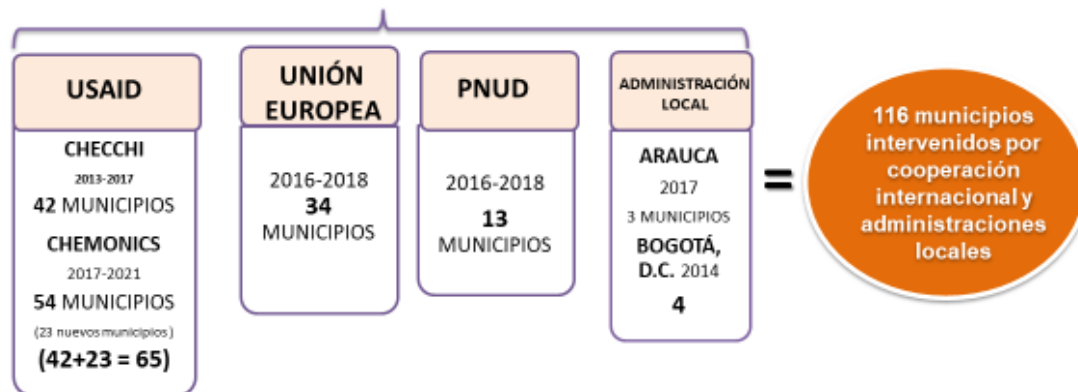 USAID
CHECCHI
2013-2017
42 MUNICIPIOS
CHEMONICS
2017-2021
54 MUNICIPIOS
(23 nuevos municipios)
(42+23 = 65)
UNIÓN
EUROPEA
2016-2018
34
MUNICIPIOS
PNUD
2016-2018
13
MUNICIPIOS
ADMINISTRACIÓN
LOCAL
ARAUCA
2017
3 MUNICIPIOS
BOGOTÁ,
D.C. 2014
4
=
116 municipios
intervenidos por
cooperación
internacional y
administraciones
locales